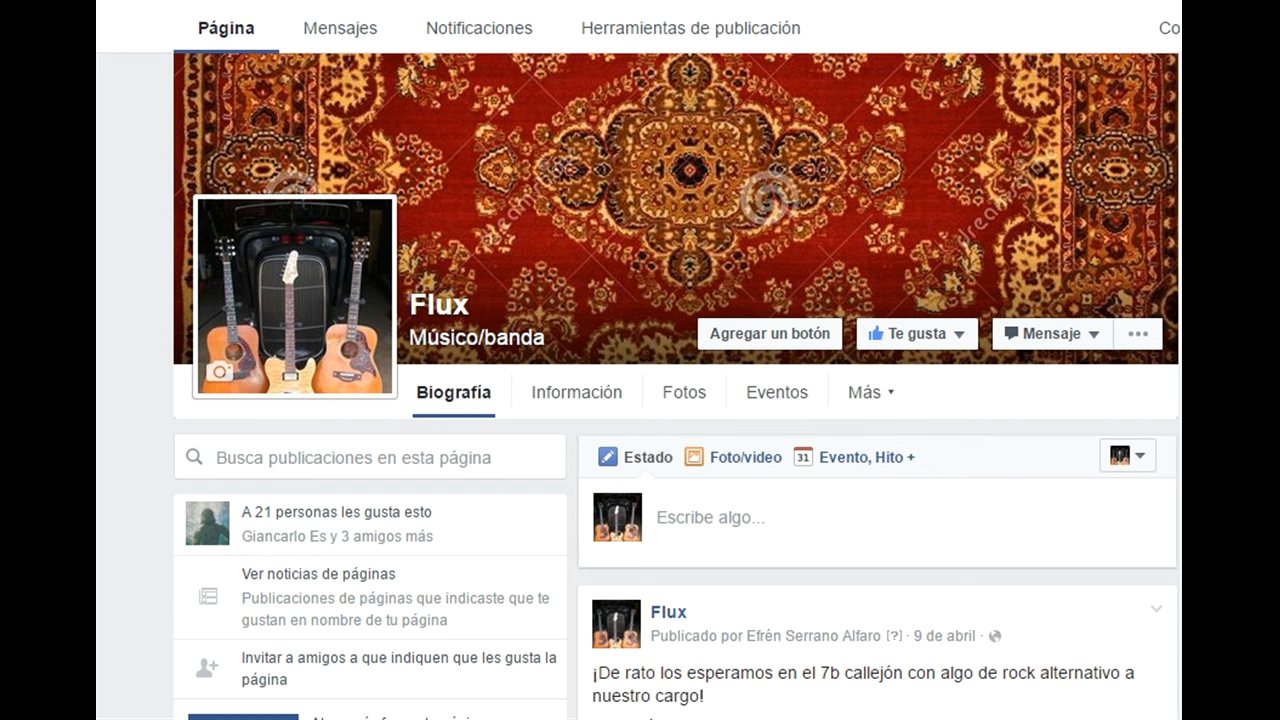 Página Mensajes Notificaciones Herramientas de publicación Co
Flux
Músico/banda
Agregar un botón Te gusta Mensaje
Biografía Información Fotos Eventos Más
Busca publicaciones en esta página
Estado Foto/video 31 Evento, Hito +
A 21 personas les gusta esto
Giancarlo Es y 3 amigos más
Escribe algo...
Ver noticias de páginas
Publicaciones de páginas que indicaste que te
gustan en nombre de tu página
Invitar a amigos a que indiquen que les gusta la
página
Flux
Publicado por Efrén Serrano Alfaro [?] · 9 de abril ·
¡De rato los esperamos en el 7b callejón con algo de rock alternativo a
nuestro cargo!